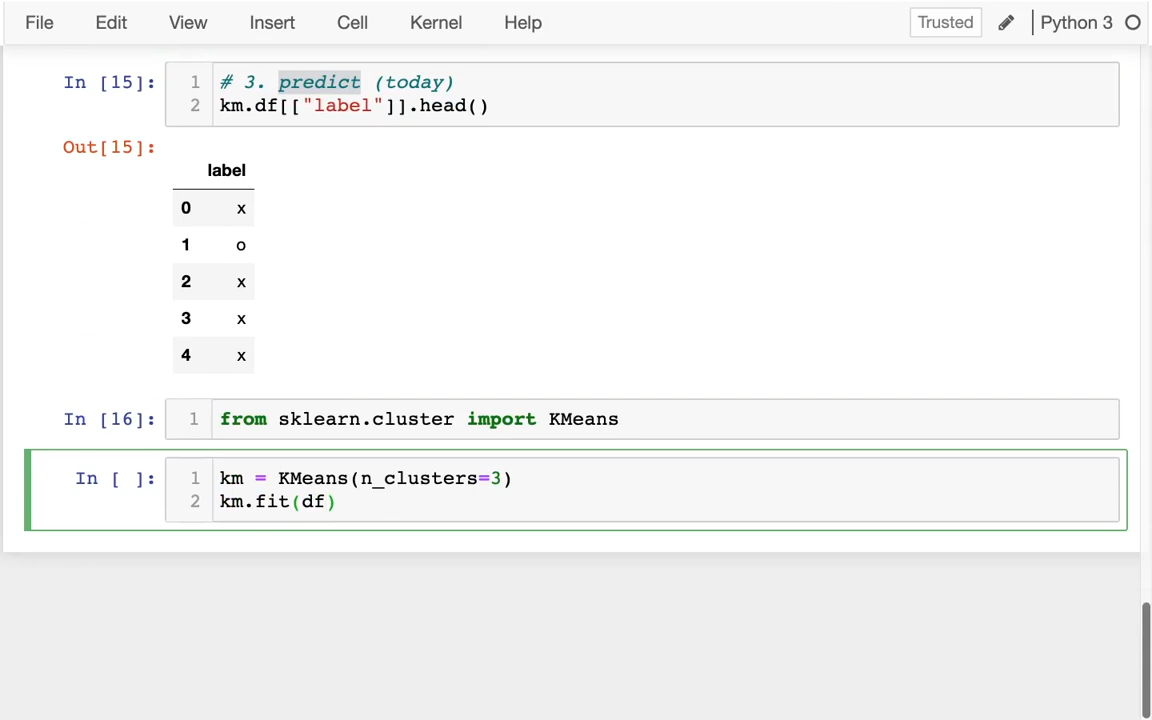 File Edit View Insert Cell Kernel Help Trusted Python 3
In [15]: 1 # 3. predict (today)
2 km.df[["label"]].head()
Out[15]:
label
0 x
1 o
2 x
3 x
4 x
In [16]: 1 from sklearn.cluster import KMeans
In [ ]: 1 km = KMeans(n_clusters=3)
2 km.fit(df)